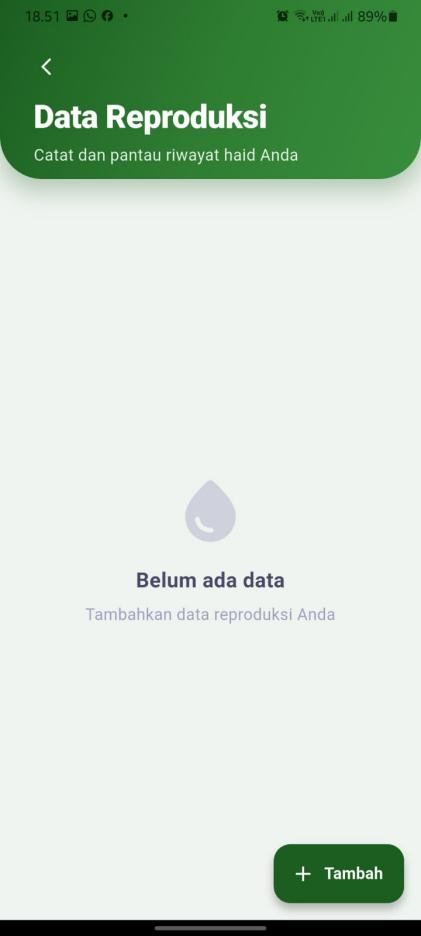 18.51
89%
Data Reproduksi
Catat dan pantau riwayat haid Anda
Belum ada data
Tambahkan data reproduksi Anda
+ Tambah